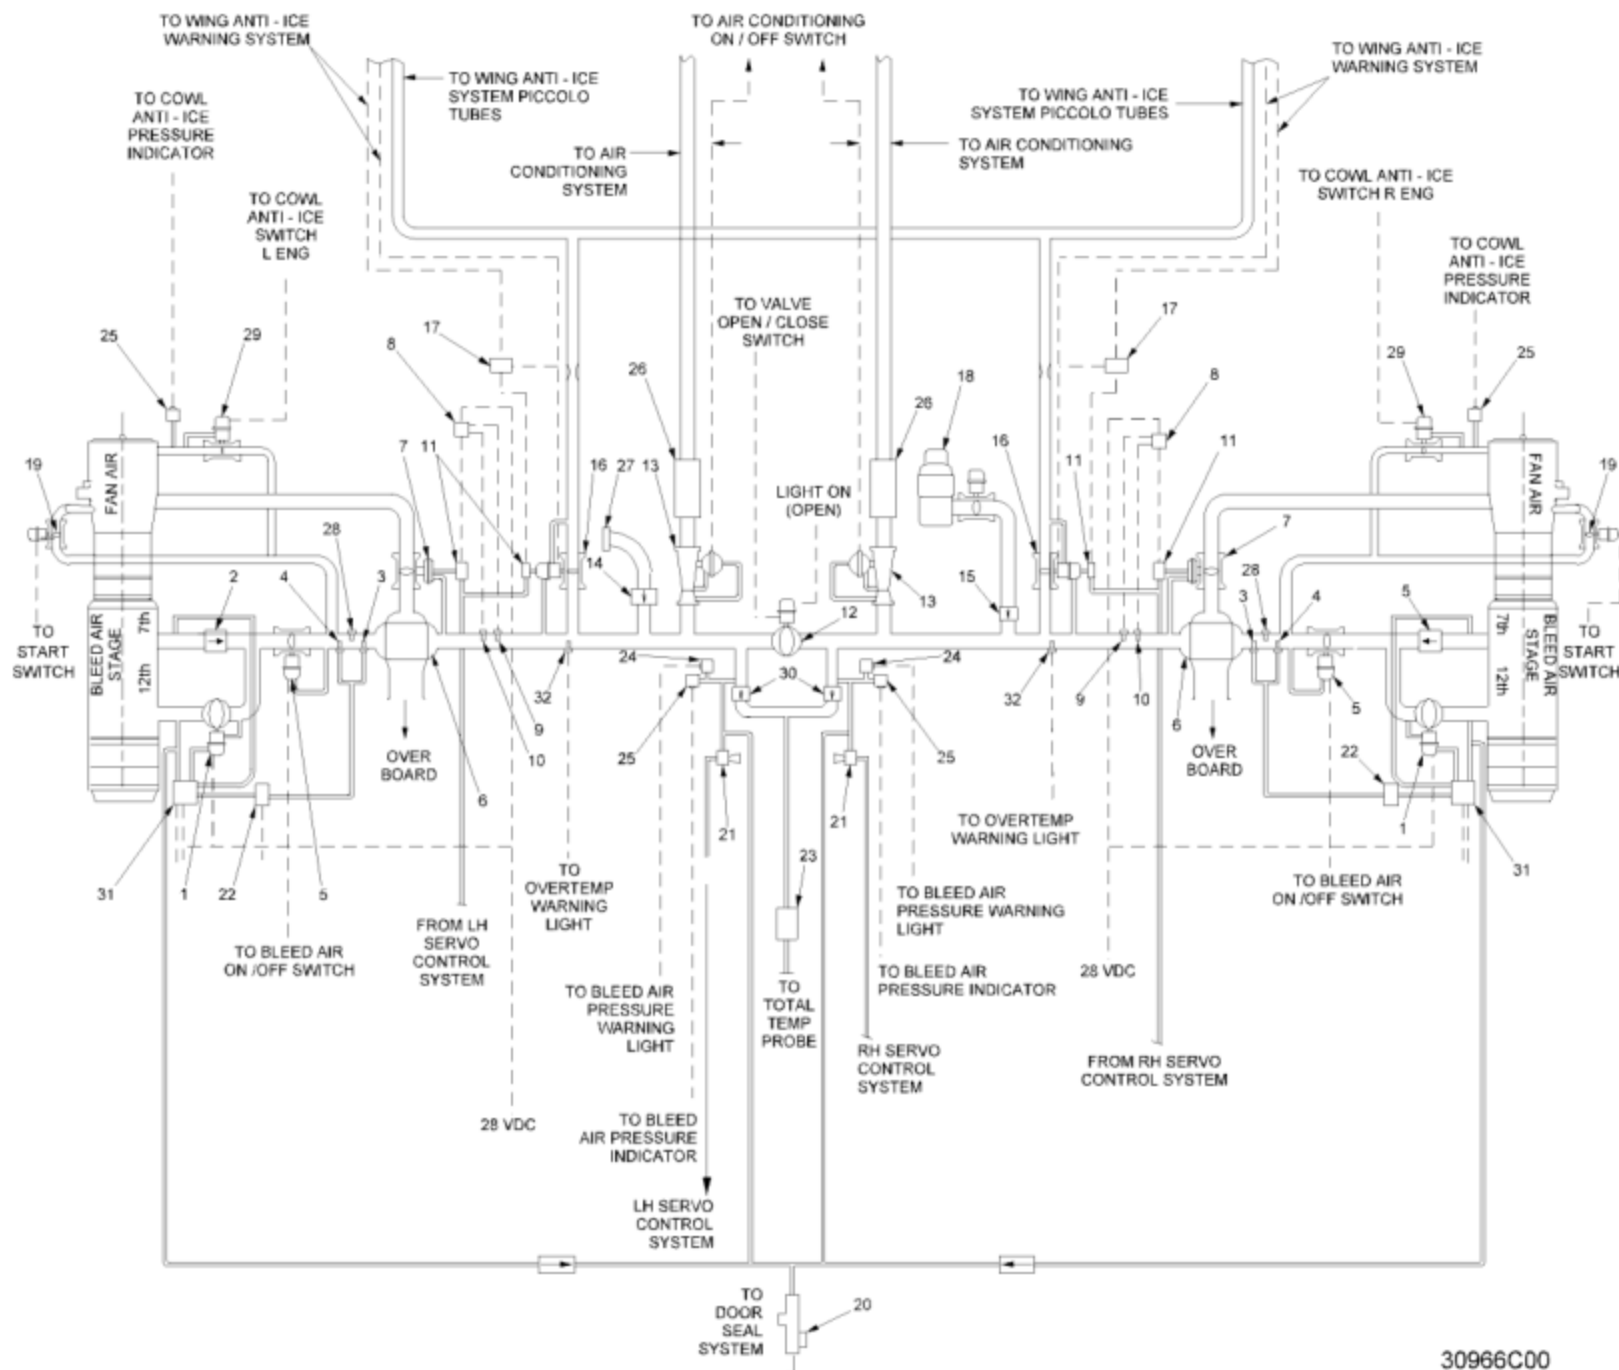 TO WING ANTI - ICE
WARNING SYSTEM
TO AIR CONDITIONING
ON / OFF SWITCH
TO WING ANTI - ICE
WARNING SYSTEM
TO WING ANTI - ICE
SYSTEM PICCOLO
TUBES
TO WING ANTI - ICE
SYSTEM PICCOLO TUBES
TO COWL
ANTI - ICE
PRESSURE
INDICATOR
TO AIR
CONDITIONING
SYSTEM
TO AIR CONDITIONING
SYSTEM
TO COWL ANTI - ICE
SWITCH R ENG
TO COWL
ANTI - ICE
SWITCH
L ENG
TO COWL
ANTI - ICE
PRESSURE
INDICATOR
TO VALVE
OPEN / CLOSE
SWITCH
25
29
17
8
26
18
17
8
29
25
19
FAN AIR
7
11
16
27
13
LIGHT ON
(OPEN)
26
16
11
11
7
FAN AIR
19
28
14
15
13
28
2
4
3
12
3
4
5
TO
START
SWITCH
BLEED AIR
STAGE
7th
12th
7th
12th
BLEED AIR
STAGE
TO
START
SWITCH
24
30
24
32
9
10
6
25
25
32
9
10
6
5
OVER
BOARD
OVER
BOARD
22
1
21
21
TO OVERTEMP
WARNING LIGHT
23
31
1
22
5
31
TO
OVERTEMP
WARNING
LIGHT
TO BLEED AIR
PRESSURE WARNING
LIGHT
TO BLEED AIR
ON /OFF SWITCH
FROM LH
SERVO
CONTROL
SYSTEM
TO BLEED AIR
ON /OFF SWITCH
TO BLEED AIR
PRESSURE
WARNING
LIGHT
TO
TOTAL
TEMP
PROBE
TO BLEED AIR
PRESSURE INDICATOR
28 VDC
RH SERVO
CONTROL
SYSTEM
FROM RH SERVO
CONTROL SYSTEM
28 VDC
TO BLEED
AIR PRESSURE
INDICATOR
LH SERVO
CONTROL
SYSTEM
TO
DOOR
SEAL
SYSTEM
20
30966C00